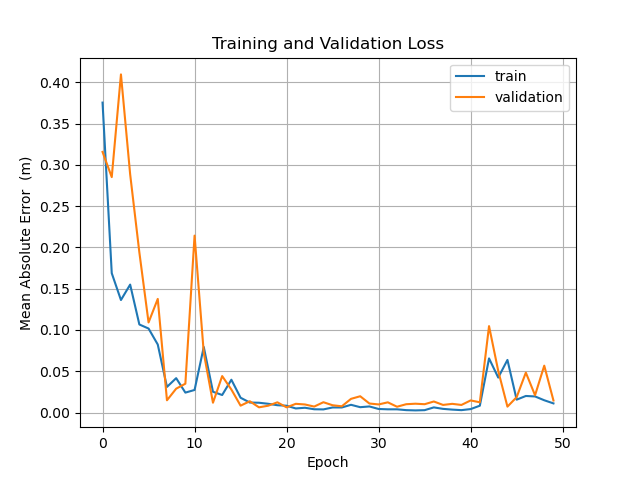 Training and Validation Loss
train
validation
Mean Absolute Error (m)
0.40
0.35
0.30
0.25
0.20
0.15
0.10
0.05
0.00
0 10 20 30 40 50
Epoch